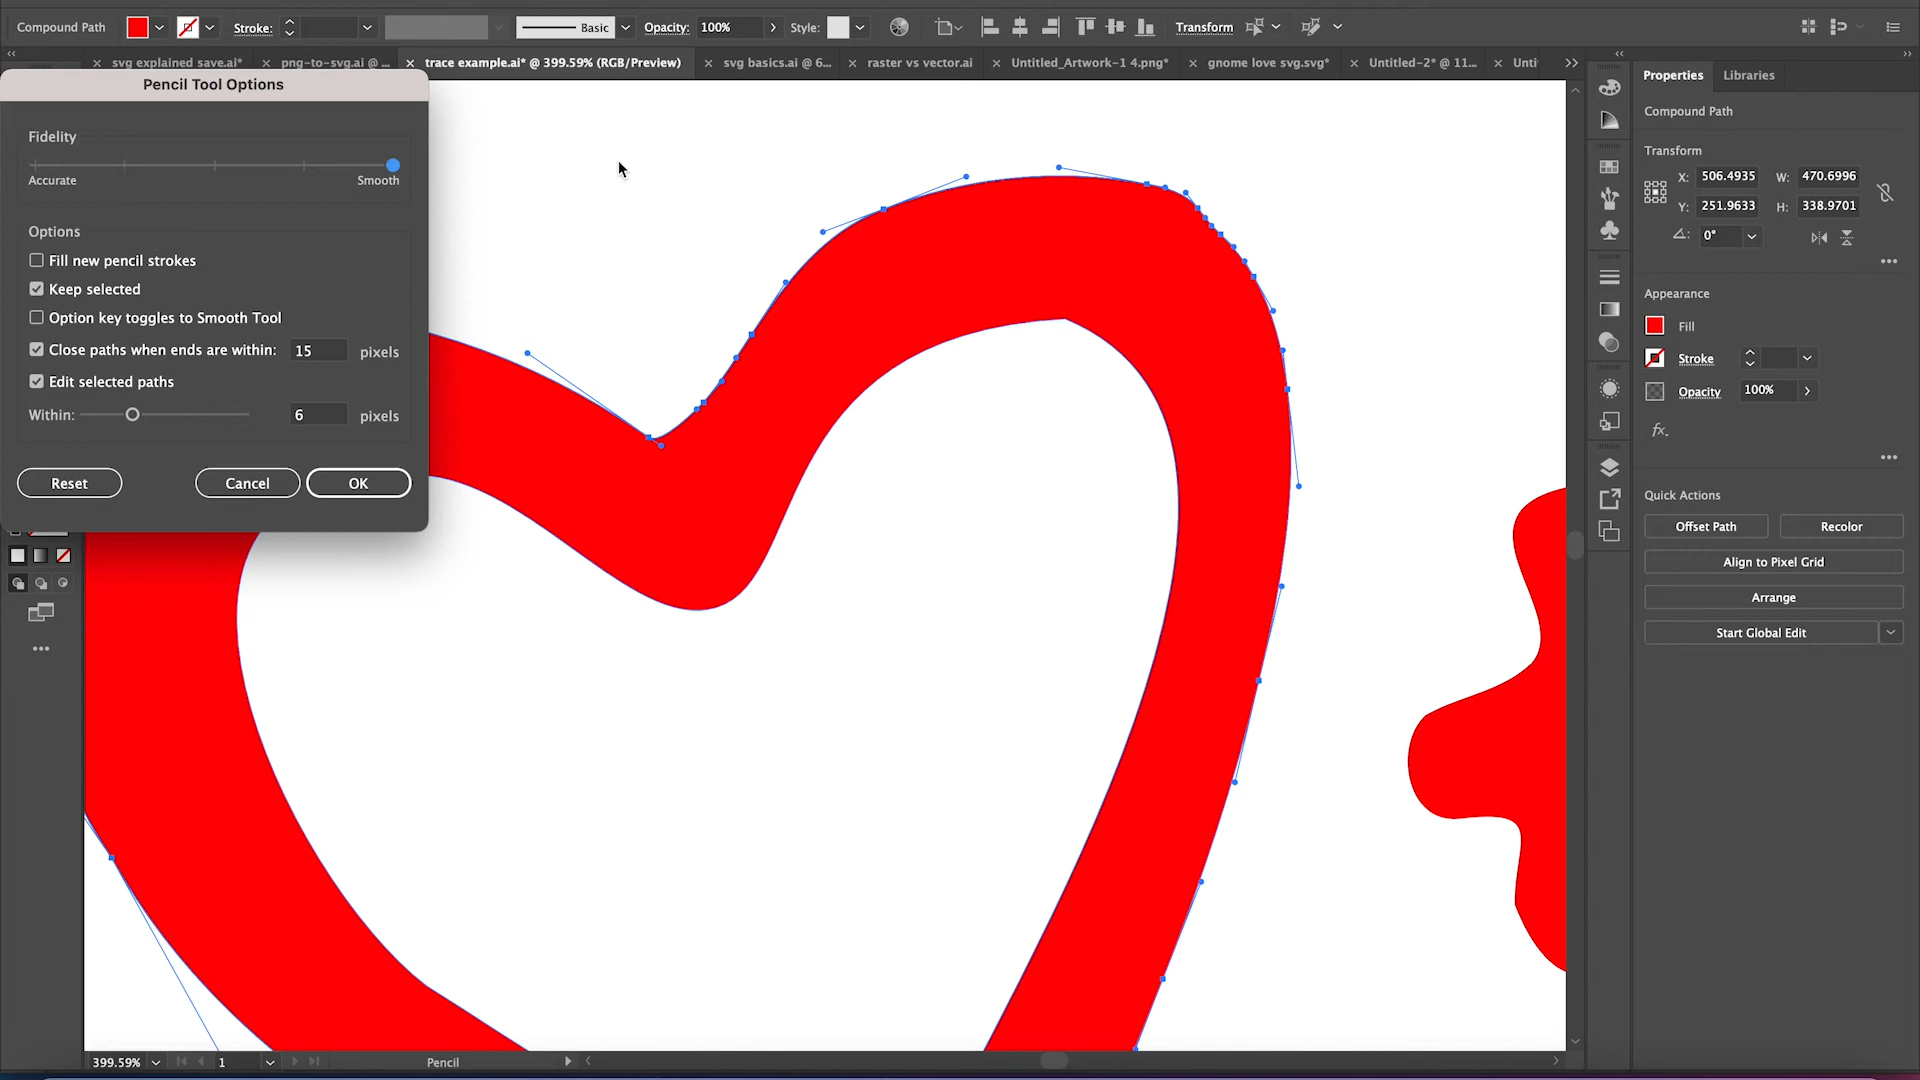 Compound Path
Stroke:
Basic
Opacity: 100%
Style:
Transform
svg explained save.ai*
png-to-svg.ai @ ...
trace example.ai* @ 399.59% (RGB/Preview)
svg basics.ai @ 6...
raster vs vector.ai
Untitled_Artwork-1 4.png*
gnome love svg.svg*
Untitled-2* @ 11...
Unti
Pencil Tool Options
Fidelity
Accurate
Smooth
Options
Fill new pencil strokes
Keep selected
Option key toggles to Smooth Tool
Close paths when ends are within: 15 pixels
Edit selected paths
Within: 6 pixels
Reset
Cancel
OK
Properties
Libraries
Compound Path
Transform
X: 506.4935 W: 470.6996
Y: 251.9633 H: 338.9701
0°
Appearance
Fill
Stroke
Opacity 100%
fx.
Quick Actions
Offset Path
Recolor
Align to Pixel Grid
Arrange
Start Global Edit
399.59%
1
Pencil